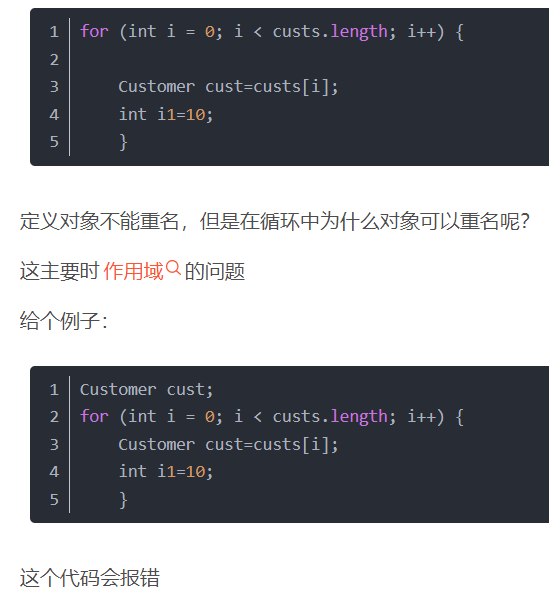 1 for (int i = 0; i < custs.length; i++) {
2
3     Customer cust=custs[i];
4     int i1=10;
5     }
定义对象不能重名，但是在循环中为什么对象可以重名呢？
这主要时 作用域 的问题
给个例子：
1 Customer cust;
2 for (int i = 0; i < custs.length; i++) {
3     Customer cust=custs[i];
4     int i1=10;
5     }
这个代码会报错